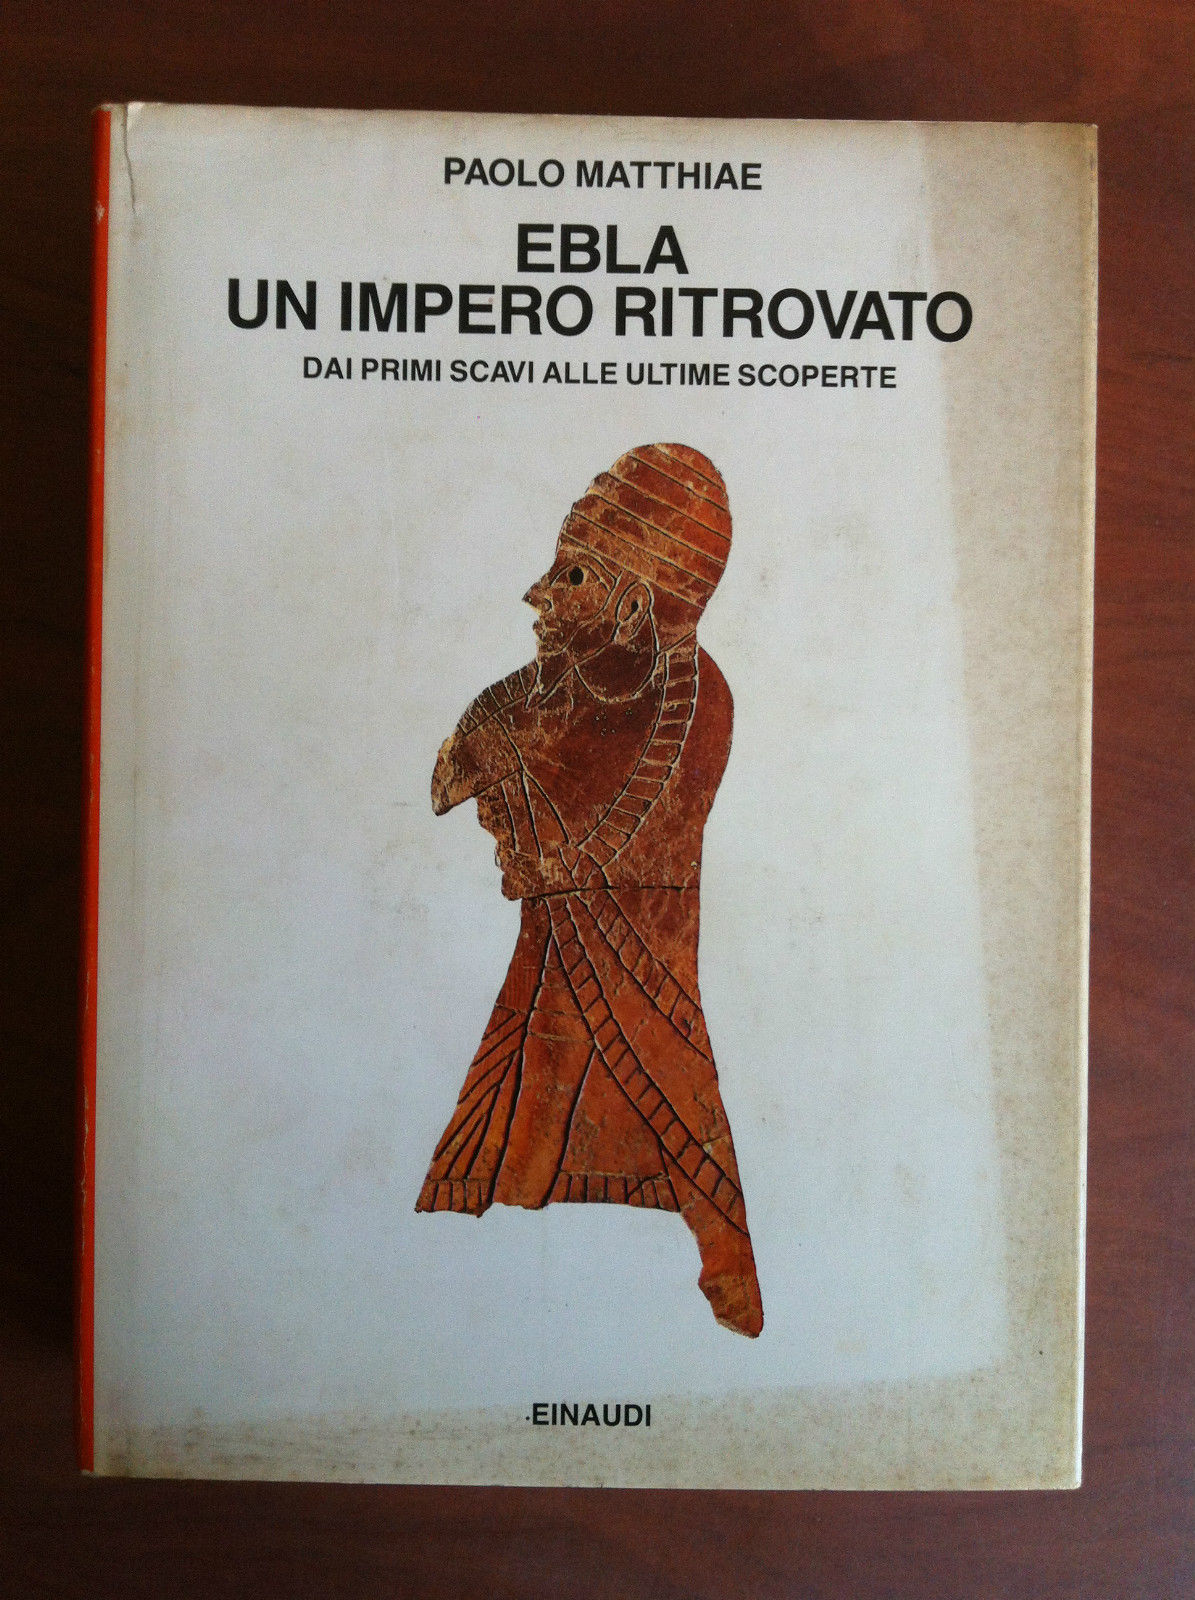 PAOLO MATTHIAE
EBLA
UN IMPERO RITROVATO
DAI PRIMI SCAVI ALLE ULTIME SCOPERTE
EINAUDI